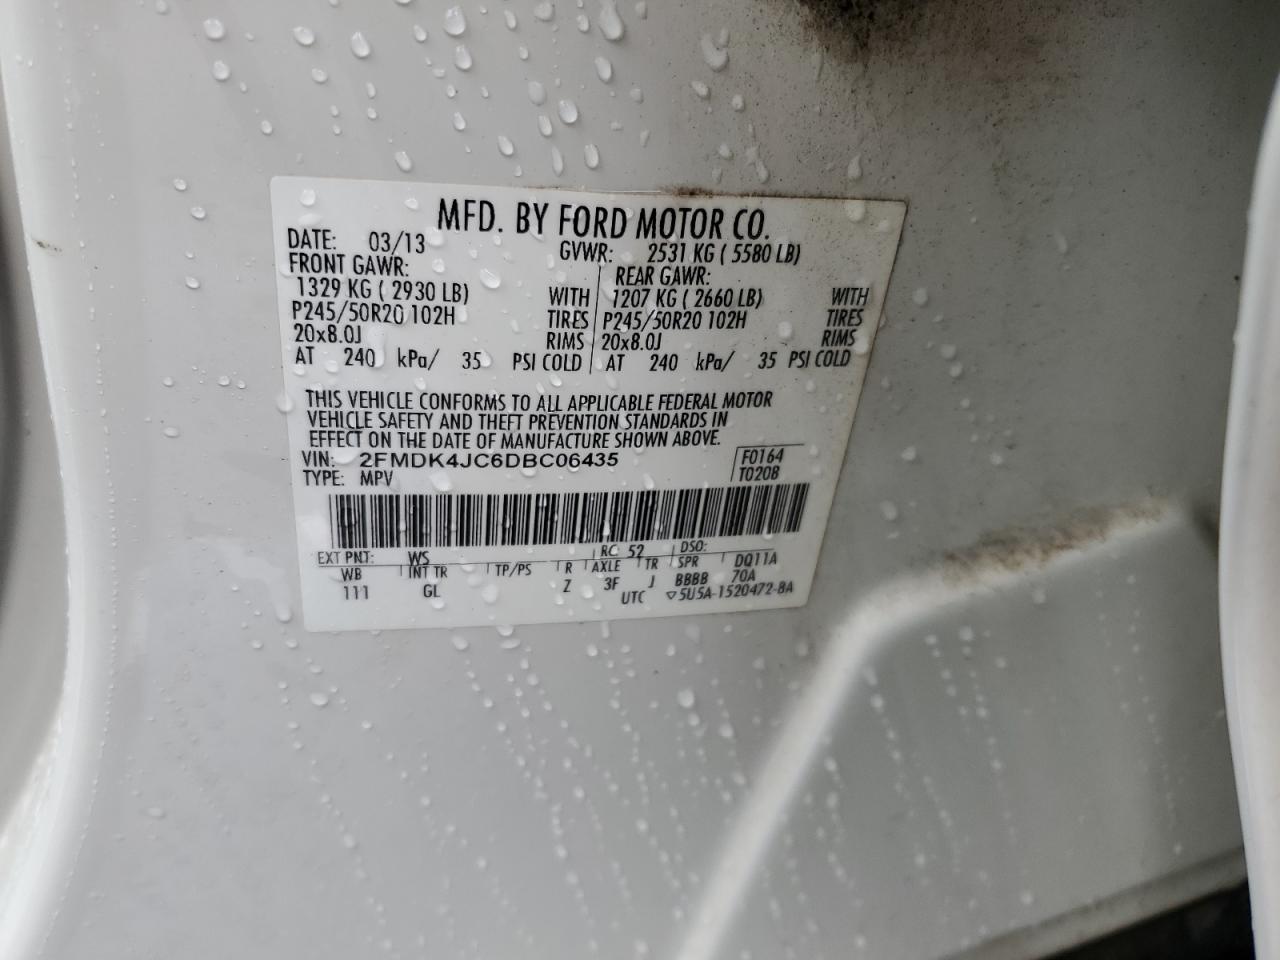 MFD. BY FORD MOTOR CO.
DATE: 03/13 GVWR: 2531 KG ( 5580 LB)
FRONT GAWR: REAR GAWR:
1329 KG ( 2930 LB) WITH 1207 KG ( 2660 LB) WITH
P245/50R20 102H TIRES P245/50R20 102H TIRES
20x8.0J RIMS 20x8.0J RIMS
AT 240 kPa/ 35 PSI COLD AT 240 kPa/ 35 PSI COLD
THIS VEHICLE CONFORMS TO ALL APPLICABLE FEDERAL MOTOR
VEHICLE SAFETY AND THEFT PREVENTION STANDARDS IN
EFFECT ON THE DATE OF MANUFACTURE SHOWN ABOVE.
VIN: 2FMDK4JC6DBC06435 F0164
TYPE: MPV T0208
EXT PNT: WS RC: 52 DSO:
WB INT TR TP/PS R AXLE TR SPR DQ11A
111 GL Z 3F J BBBB 70A
UTC ▽5U5A-1520472-8A